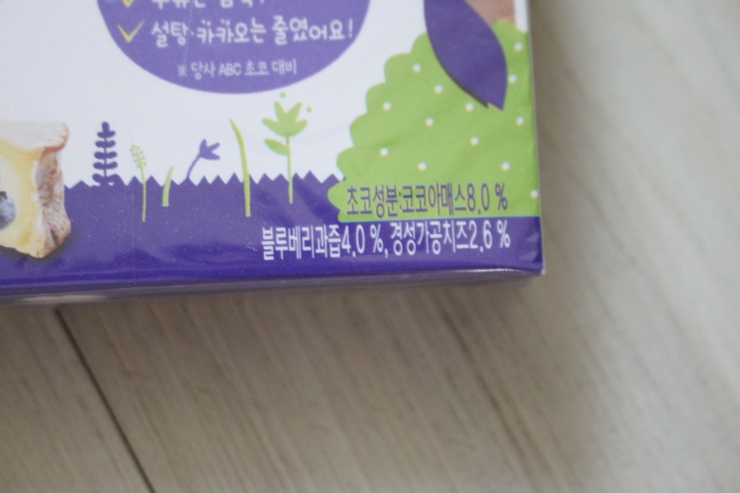 설탕·카카오는 줄였어요!
※ 당사 ABC 초코 대비
초코성분:코코아매스8.0 %
블루베리과즙4.0 %, 경성가공치즈2.6 %